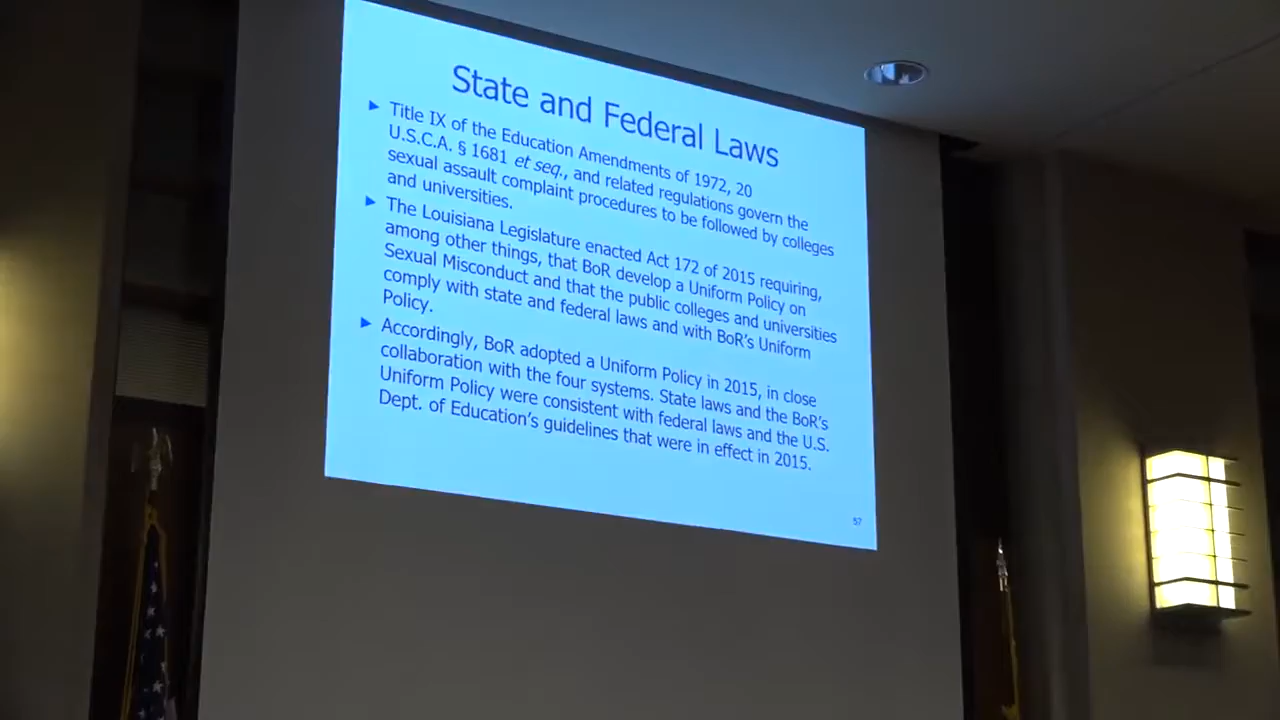 State and Federal Laws
Title IX of the Education Amendments of 1972, 20
U.S.C.A. § 1681 et seq., and related regulations govern the
sexual assault complaint procedures to be followed by colleges
and universities.
The Louisiana Legislature enacted Act 172 of 2015 requiring,
among other things, that BoR develop a Uniform Policy on
Sexual Misconduct and that the public colleges and universities
comply with state and federal laws and with BoR's Uniform
Policy.
Accordingly, BoR adopted a Uniform Policy in 2015, in close
collaboration with the four systems. State laws and the BoR's
Uniform Policy were consistent with federal laws and the U.S.
Dept. of Education's guidelines that were in effect in 2015.
57